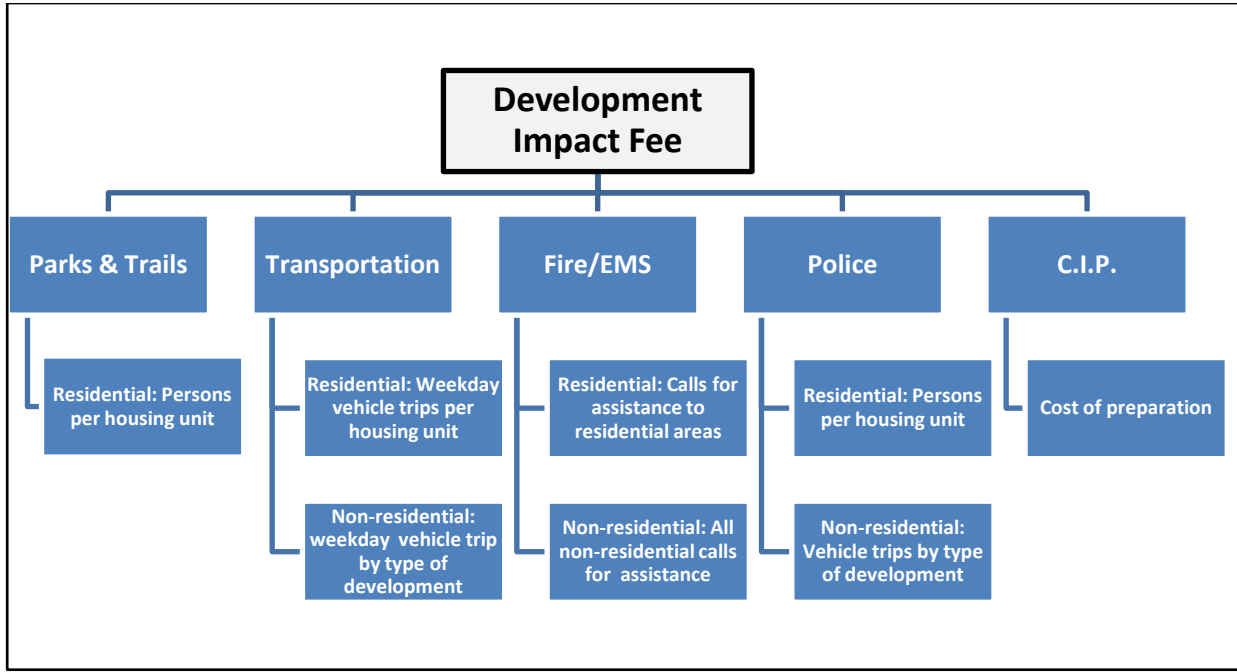 Development
Impact Fee
Parks & Trails
Transportation
Fire/EMS
Police
C.I.P.
Residential: Persons
per housing unit
Residential: Weekday
vehicle trips per
housing unit
Residential: Calls for
assistance to
residential areas
Residential: Persons
per housing unit
Cost of preparation
Non-residential:
weekday vehicle trip
by type of
development
Non-residential: All
non-residential calls
for assistance
Non-residential:
Vehicle trips by type
of development